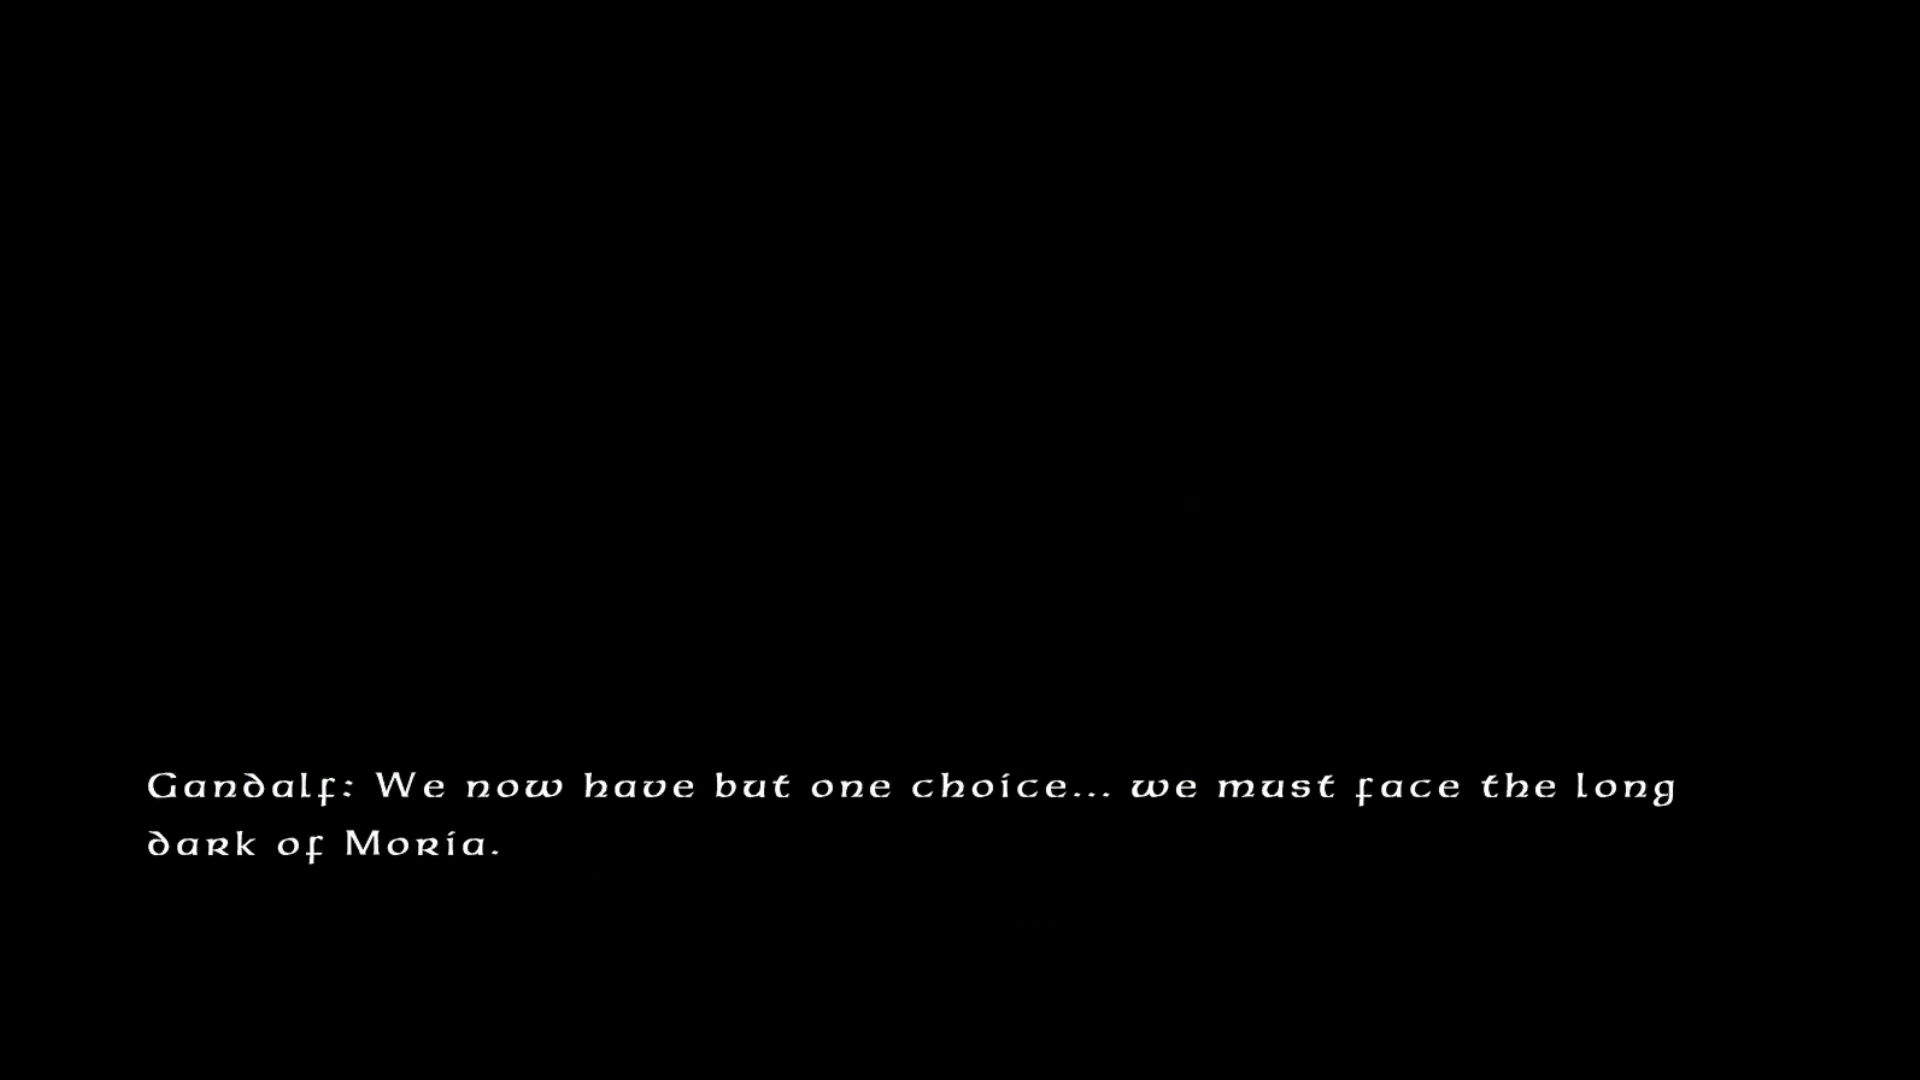 Gandalf: We now have but one choice... we must face the long
dark of Moria.